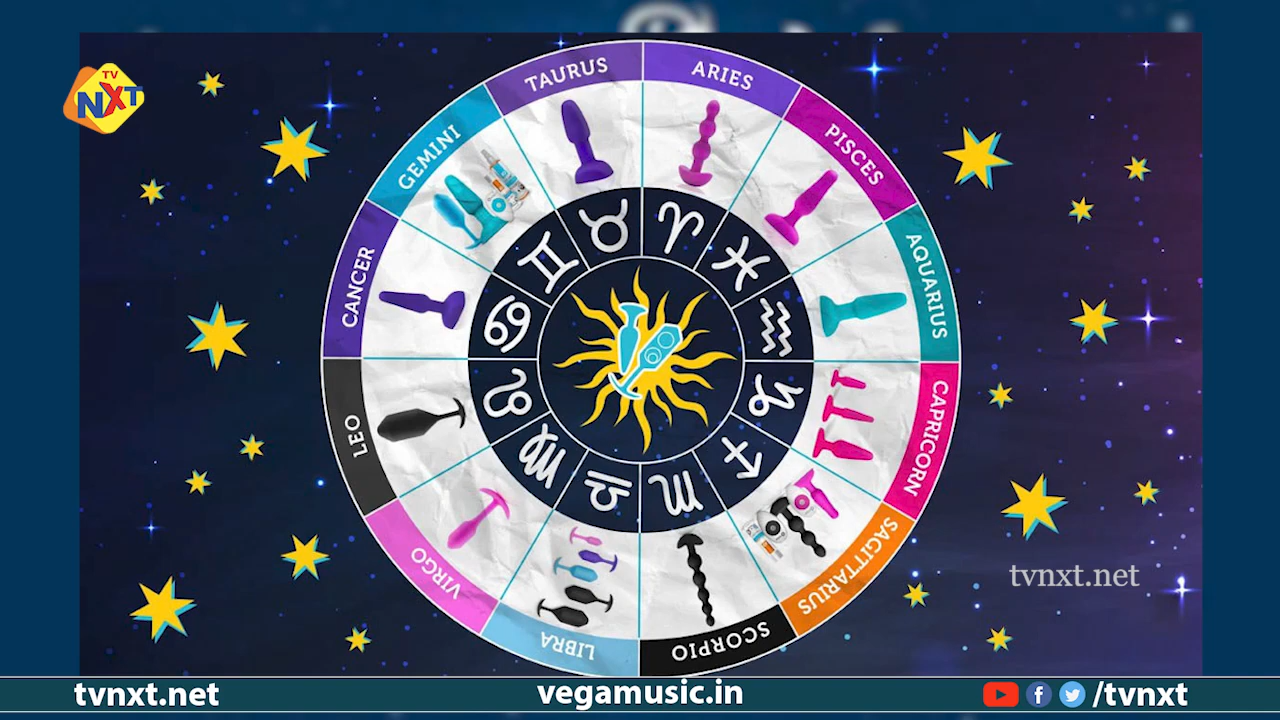 TV
NXT
TAURUS
ARIES
GEMINI
PISCES
CANCER
AQUARIUS
LEO
CAPRICORN
VIRGO
SAGITTARIUS
LIBRA
SCORPIO
tvnxt.net
tvnxt.net
vegamusic.in
/tvnxt